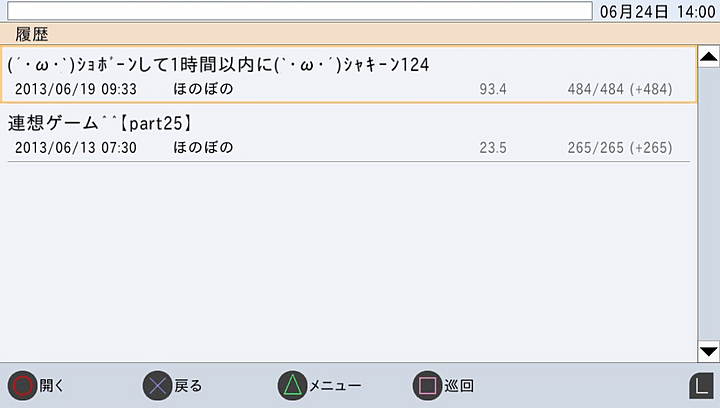 06月24日 14:00
履歴
(´･ω･`)ｼｮﾎﾞｰﾝして1時間以内に(`･ω･´)ｼｬｷｰﾝ124
2013/06/19 09:33 ほのぼの 93.4 484/484 (+484)
連想ゲーム＾＾【part25】
2013/06/13 07:30 ほのぼの 23.5 265/265 (+265)
開く 戻る メニュー 巡回 L